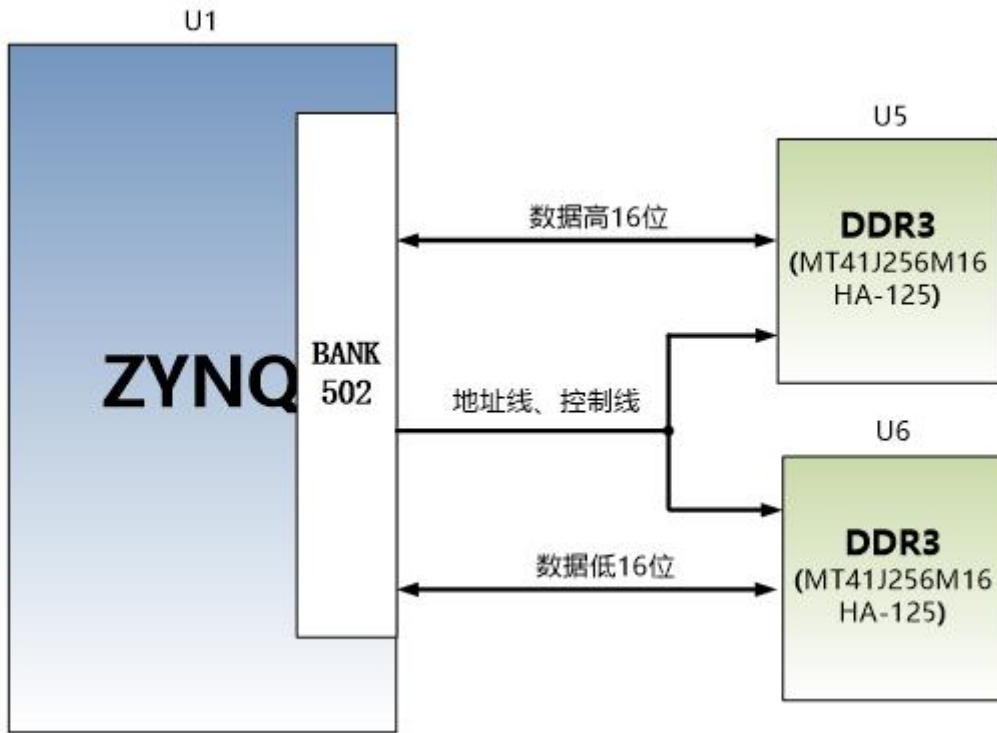 U1
ZYNQ
BANK
502
数据高16位
地址线、控制线
数据低16位
U5
DDR3
(MT41J256M16
HA-125)
U6
DDR3
(MT41J256M16
HA-125)